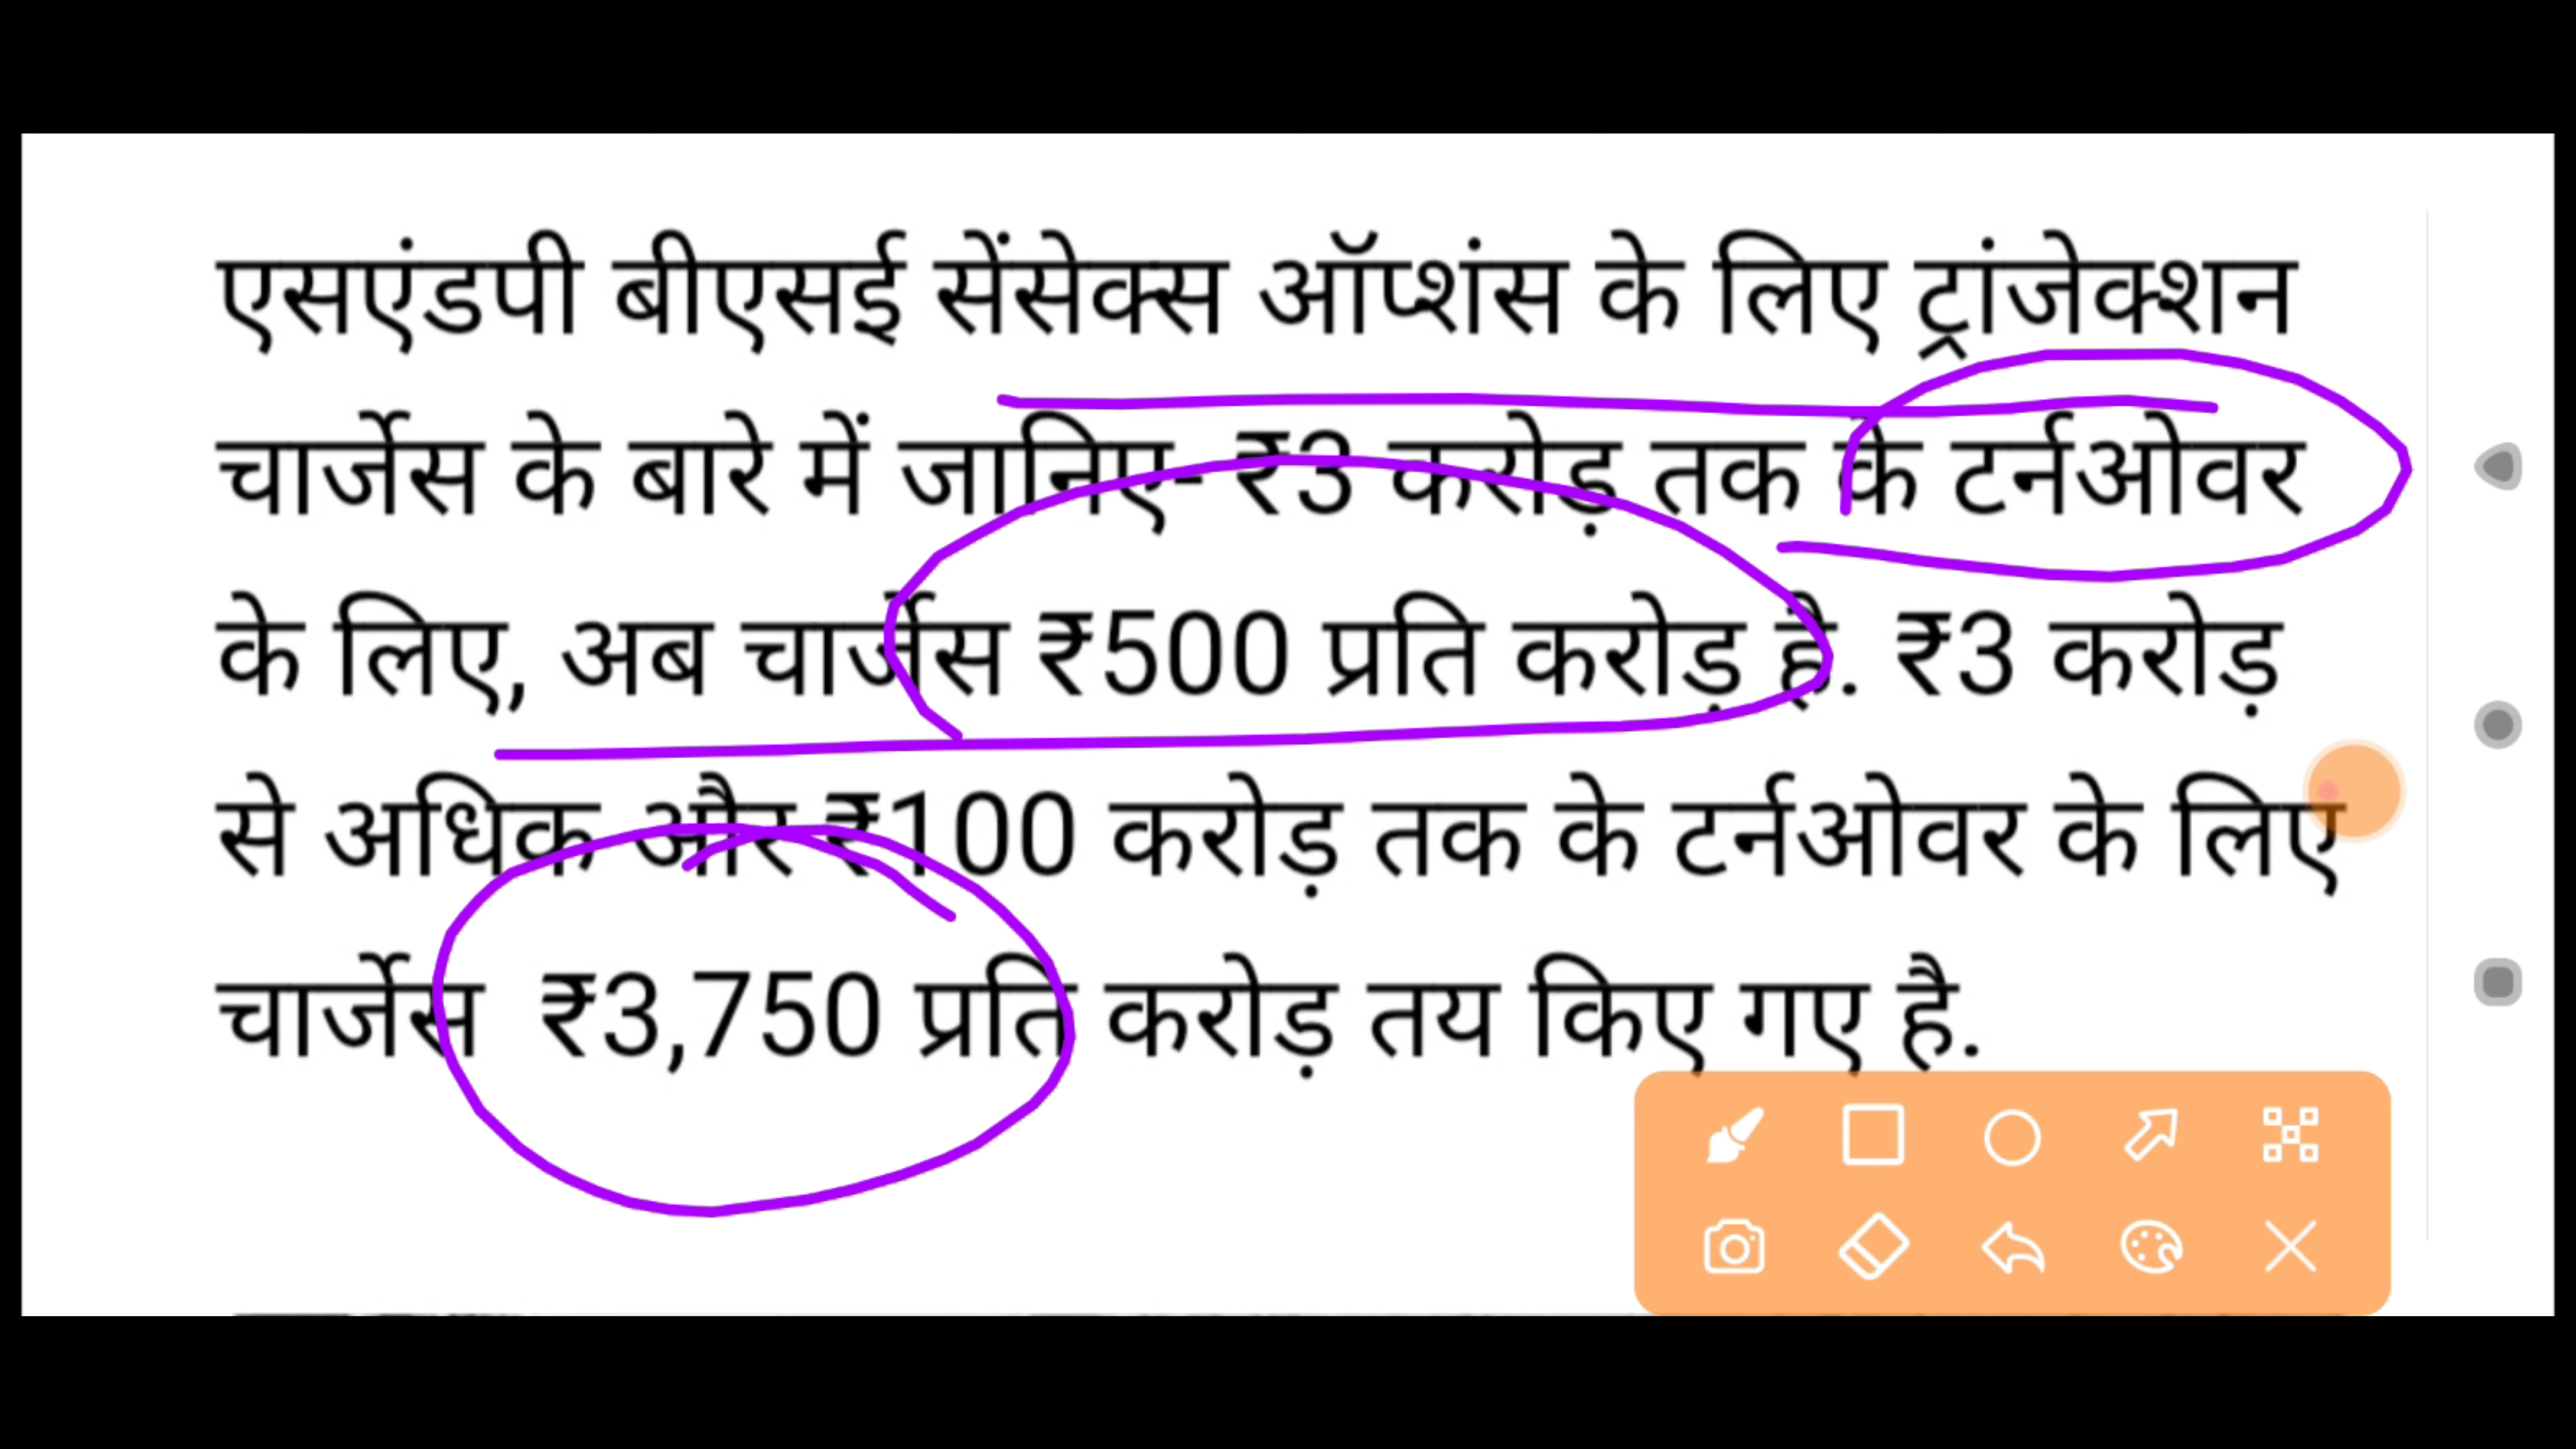 एसएंडपी बीएसई सेंसेक्स ऑप्शंस के लिए ट्रांजेक्शन
चार्जेस के बारे में जानिए- ₹3 करोड़ तक के टर्नओवर
के लिए, अब चार्जेस ₹500 प्रति करोड़ है. ₹3 करोड़
से अधिक और ₹100 करोड़ तक के टर्नओवर के लिए
चार्जेस ₹3,750 प्रति करोड़ तय किए गए है.